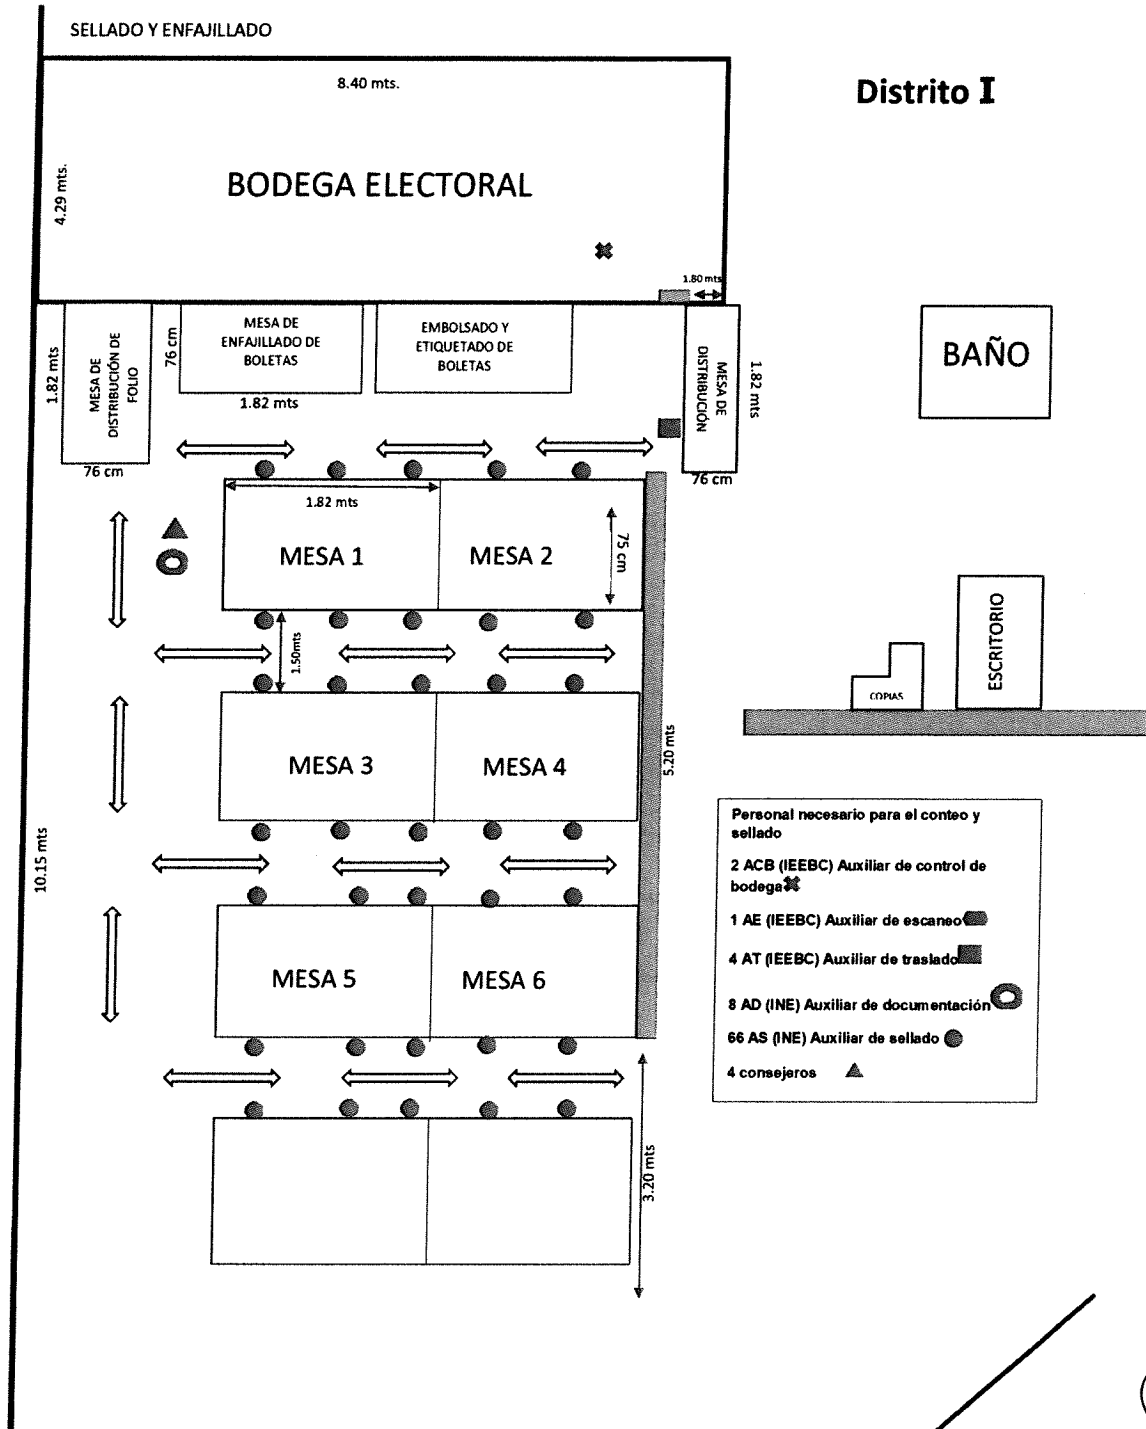 SELLADO Y ENFAJILLADO
8.40 mts.
Distrito I
4.29 mts.
BODEGA ELECTORAL
1.80 mts
1.82 mts
MESA DE
DISTRIBUCIÓN DE
FOLIO
76 cm
76 cm
MESA DE
ENFAJILLADO DE
BOLETAS
1.82 mts
EMBOLSADO Y
ETIQUETADO DE
BOLETAS
MESA DE
DISTRIBUCIÓN
1.82 mts
76 cm
BAÑO
1.82 mts
MESA 1
MESA 2
75 cm
1.50mts
ESCRITORIO
COPIAS
MESA 3
MESA 4
5.20 mts
10.15 mts
MESA 5
MESA 6
Personal necesario para el conteo y
sellado
2 ACB (IEEBC) Auxiliar de control de
bodega
1 AE (IEEBC) Auxiliar de escaneo
4 AT (IEEBC) Auxiliar de traslado
8 AD (INE) Auxiliar de documentación
66 AS (INE) Auxiliar de sellado
4 consejeros
3.20 mts